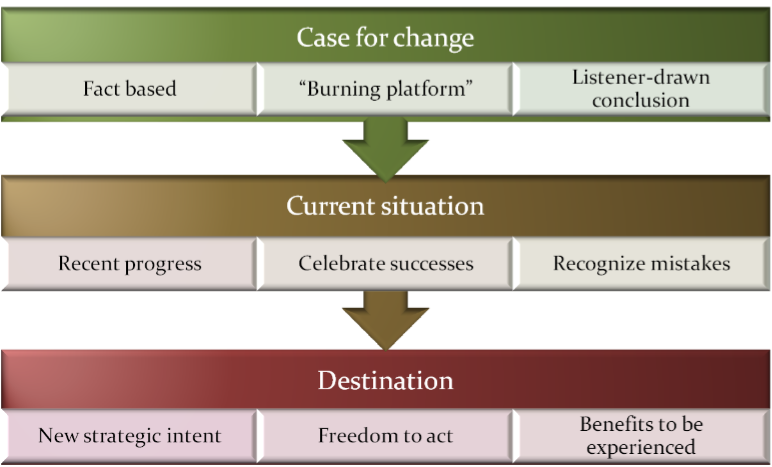 Case for change
Fact based
“Burning platform”
Listener-drawn
conclusion
Current situation
Recent progress
Celebrate successes
Recognize mistakes
Destination
New strategic intent
Freedom to act
Benefits to be
experienced